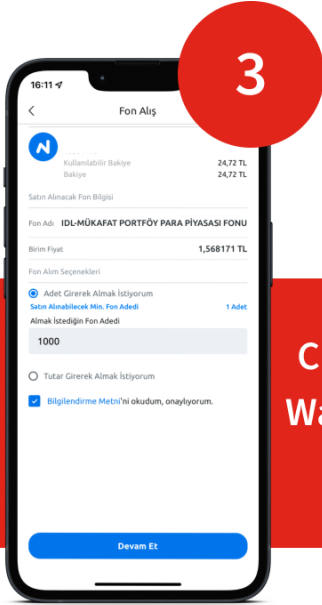 3
16:11
Fon Alış
N
Kullanılabilir Bakiye 24,72 TL
Bakiye 24,72 TL
Satın Alınacak Fon Bilgisi
Fon Adı IDL-MÜKAFAT PORTFÖY PARA PİYASASI FONU
Birim Fiyat 1,568171 TL
Fon Alım Seçenekleri
Adet Girerek Almak İstiyorum
Satın Alınabilecek Min. Fon Adedi 1 Adet
Almak İstediğin Fon Adedi
1000
Tutar Girerek Almak İstiyorum
Bilgilendirme Metni'ni okudum, onaylıyorum.
Devam Et